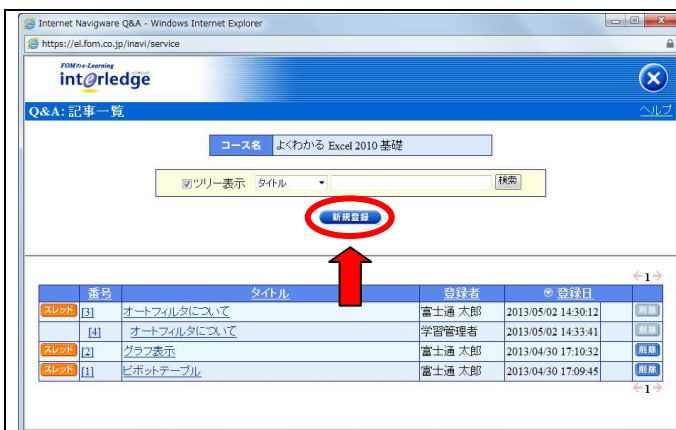 Internet Navigware Q&A - Windows Internet Explorer
https://el.fom.co.jp/inavi/service
FOMのe-Learning
interledge
Q&A: 記事一覧 ヘルプ
コース名 よくわかる Excel 2010 基礎
ツリー表示 タイトル 検索
新規登録
←1→
番号 タイトル 登録者 登録日
スレッド [3] オートフィルタについて 富士通 太郎 2013/05/02 14:30:12 削除
[4] オートフィルタについて 学習管理者 2013/05/02 14:33:41 削除
スレッド [2] グラフ表示 富士通 太郎 2013/04/30 17:10:32 削除
スレッド [1] ピボットテーブル 富士通 太郎 2013/04/30 17:09:45 削除
←1→